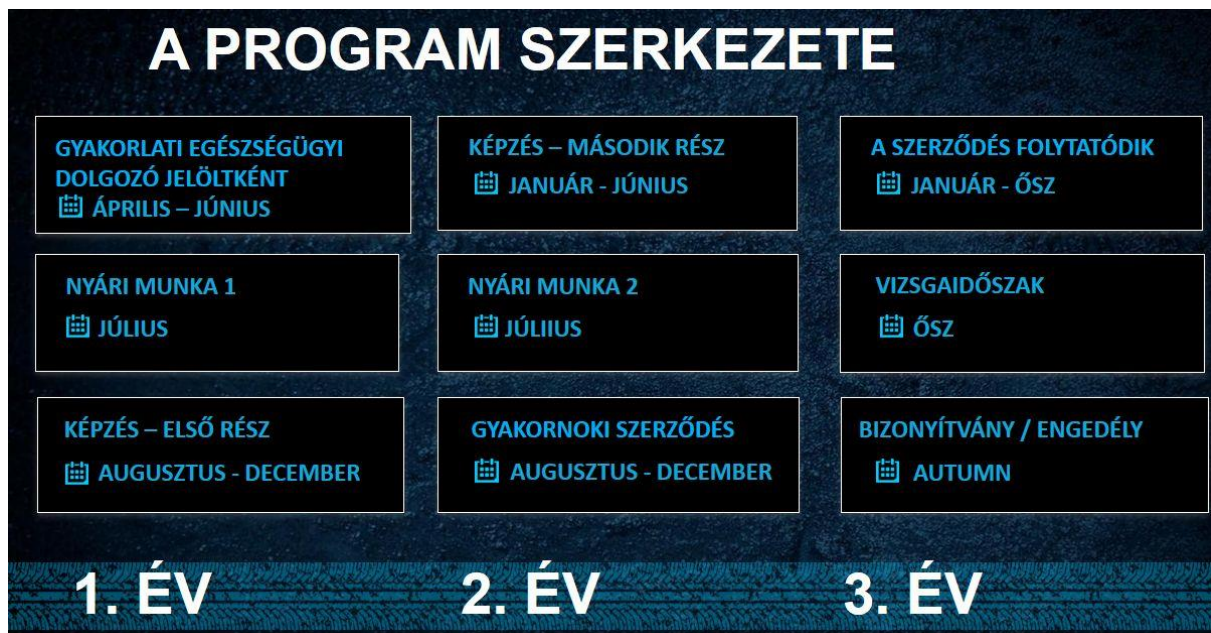 A PROGRAM SZERKEZETE
GYAKORLATI EGÉSZSÉGÜGYI
DOLGOZÓ JELÖLTKÉNT
ÁPRILIS – JÚNIUS
NYÁRI MUNKA 1
JÚLIUS
KÉPZÉS – ELSŐ RÉSZ
AUGUSZTUS - DECEMBER
1. ÉV
KÉPZÉS – MÁSODIK RÉSZ
JANUÁR - JÚNIUS
NYÁRI MUNKA 2
JÚLIIUS
GYAKORNOKI SZERZŐDÉS
AUGUSZTUS - DECEMBER
2. ÉV
A SZERZŐDÉS FOLYTATÓDIK
JANUÁR - ŐSZ
VIZSGAIDŐSZAK
ŐSZ
BIZONYÍTVÁNY / ENGEDÉLY
AUTUMN
3. ÉV